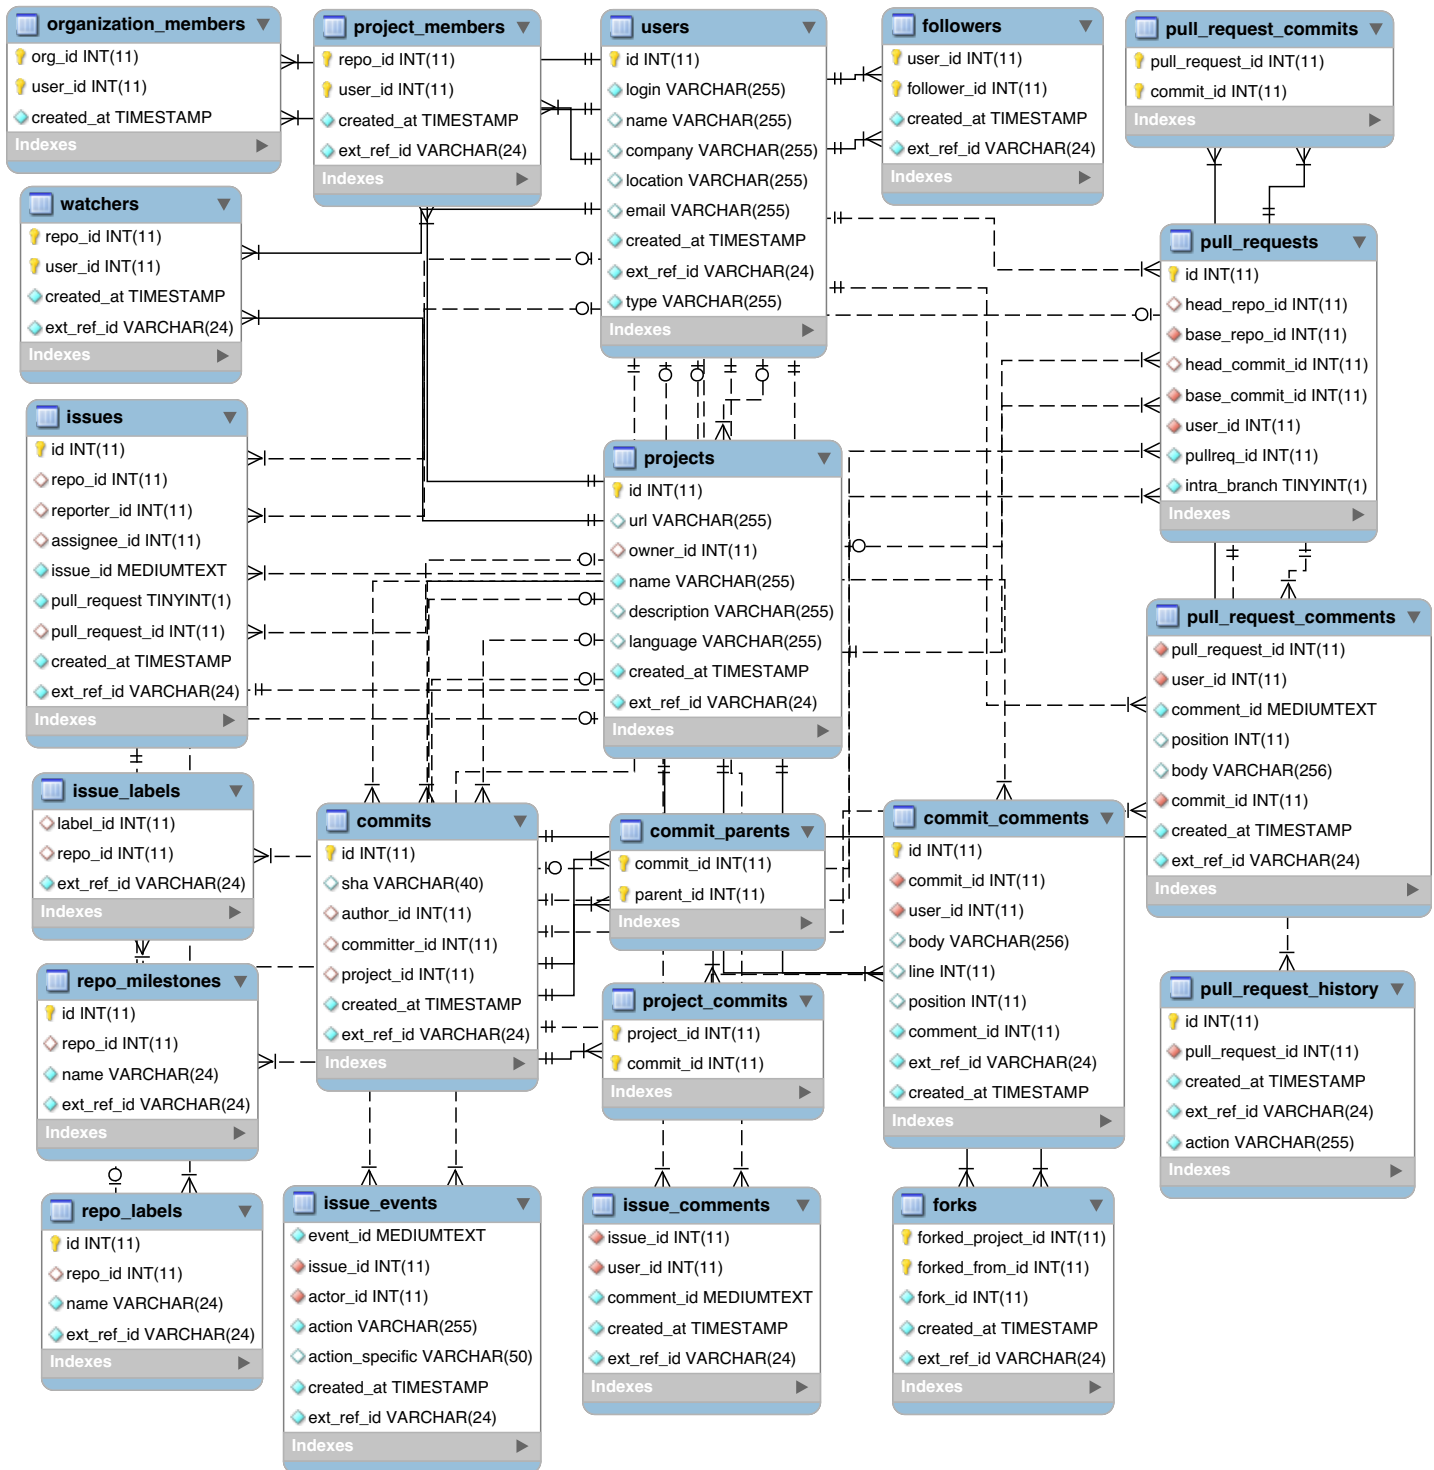 organization_members
org_id INT(11)
user_id INT(11)
created_at TIMESTAMP
Indexes
project_members
repo_id INT(11)
user_id INT(11)
created_at TIMESTAMP
ext_ref_id VARCHAR(24)
Indexes
users
id INT(11)
login VARCHAR(255)
name VARCHAR(255)
company VARCHAR(255)
location VARCHAR(255)
email VARCHAR(255)
created_at TIMESTAMP
ext_ref_id VARCHAR(24)
type VARCHAR(255)
Indexes
followers
user_id INT(11)
follower_id INT(11)
created_at TIMESTAMP
ext_ref_id VARCHAR(24)
Indexes
pull_request_commits
pull_request_id INT(11)
commit_id INT(11)
Indexes
watchers
repo_id INT(11)
user_id INT(11)
created_at TIMESTAMP
ext_ref_id VARCHAR(24)
Indexes
pull_requests
id INT(11)
head_repo_id INT(11)
base_repo_id INT(11)
head_commit_id INT(11)
base_commit_id INT(11)
user_id INT(11)
pullreq_id INT(11)
intra_branch TINYINT(1)
Indexes
issues
id INT(11)
repo_id INT(11)
reporter_id INT(11)
assignee_id INT(11)
issue_id MEDIUMTEXT
pull_request TINYINT(1)
pull_request_id INT(11)
created_at TIMESTAMP
ext_ref_id VARCHAR(24)
Indexes
projects
id INT(11)
url VARCHAR(255)
owner_id INT(11)
name VARCHAR(255)
description VARCHAR(255)
language VARCHAR(255)
created_at TIMESTAMP
ext_ref_id VARCHAR(24)
Indexes
pull_request_comments
pull_request_id INT(11)
user_id INT(11)
comment_id MEDIUMTEXT
position INT(11)
body VARCHAR(256)
commit_id INT(11)
created_at TIMESTAMP
ext_ref_id VARCHAR(24)
Indexes
issue_labels
label_id INT(11)
repo_id INT(11)
ext_ref_id VARCHAR(24)
Indexes
commits
id INT(11)
sha VARCHAR(40)
author_id INT(11)
committer_id INT(11)
project_id INT(11)
created_at TIMESTAMP
ext_ref_id VARCHAR(24)
Indexes
commit_parents
commit_id INT(11)
parent_id INT(11)
Indexes
commit_comments
id INT(11)
commit_id INT(11)
user_id INT(11)
body VARCHAR(256)
line INT(11)
position INT(11)
comment_id INT(11)
ext_ref_id VARCHAR(24)
created_at TIMESTAMP
Indexes
repo_milestones
id INT(11)
repo_id INT(11)
name VARCHAR(24)
ext_ref_id VARCHAR(24)
Indexes
project_commits
project_id INT(11)
commit_id INT(11)
Indexes
pull_request_history
id INT(11)
pull_request_id INT(11)
created_at TIMESTAMP
ext_ref_id VARCHAR(24)
action VARCHAR(255)
Indexes
repo_labels
id INT(11)
repo_id INT(11)
name VARCHAR(24)
ext_ref_id VARCHAR(24)
Indexes
issue_events
event_id MEDIUMTEXT
issue_id INT(11)
actor_id INT(11)
action VARCHAR(255)
action_specific VARCHAR(50)
created_at TIMESTAMP
ext_ref_id VARCHAR(24)
Indexes
issue_comments
issue_id INT(11)
user_id INT(11)
comment_id MEDIUMTEXT
created_at TIMESTAMP
ext_ref_id VARCHAR(24)
Indexes
forks
forked_project_id INT(11)
forked_from_id INT(11)
fork_id INT(11)
created_at TIMESTAMP
ext_ref_id VARCHAR(24)
Indexes